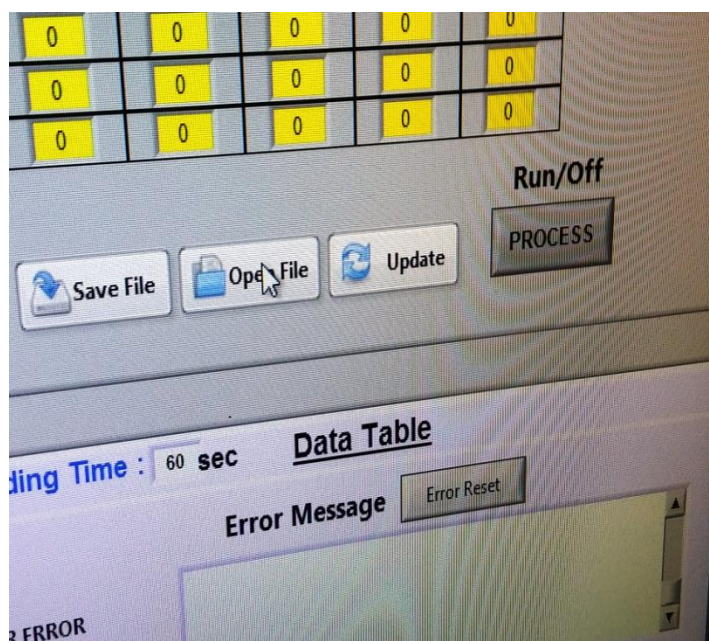 0 0 0 0 0
0 0 0 0 0
0 0 0 0 0
Run/Off
Save File Open File Update PROCESS
ding Time : 60 sec Data Table
Error Message Error Reset
R ERROR